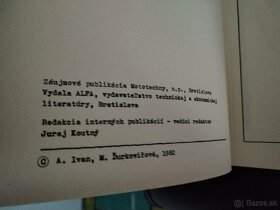 Záujmová publikácia Mototechny, n.p., Bratislava
Vydala ALFA, vydavateľstvo technickej a ekonomickej
literatúry, Bratislava
Redakcia interných publikácií - vedúci redaktor
Juraj Koutný
© A. Ivan, M. Ďurkovičová, 1982
bazos.sk